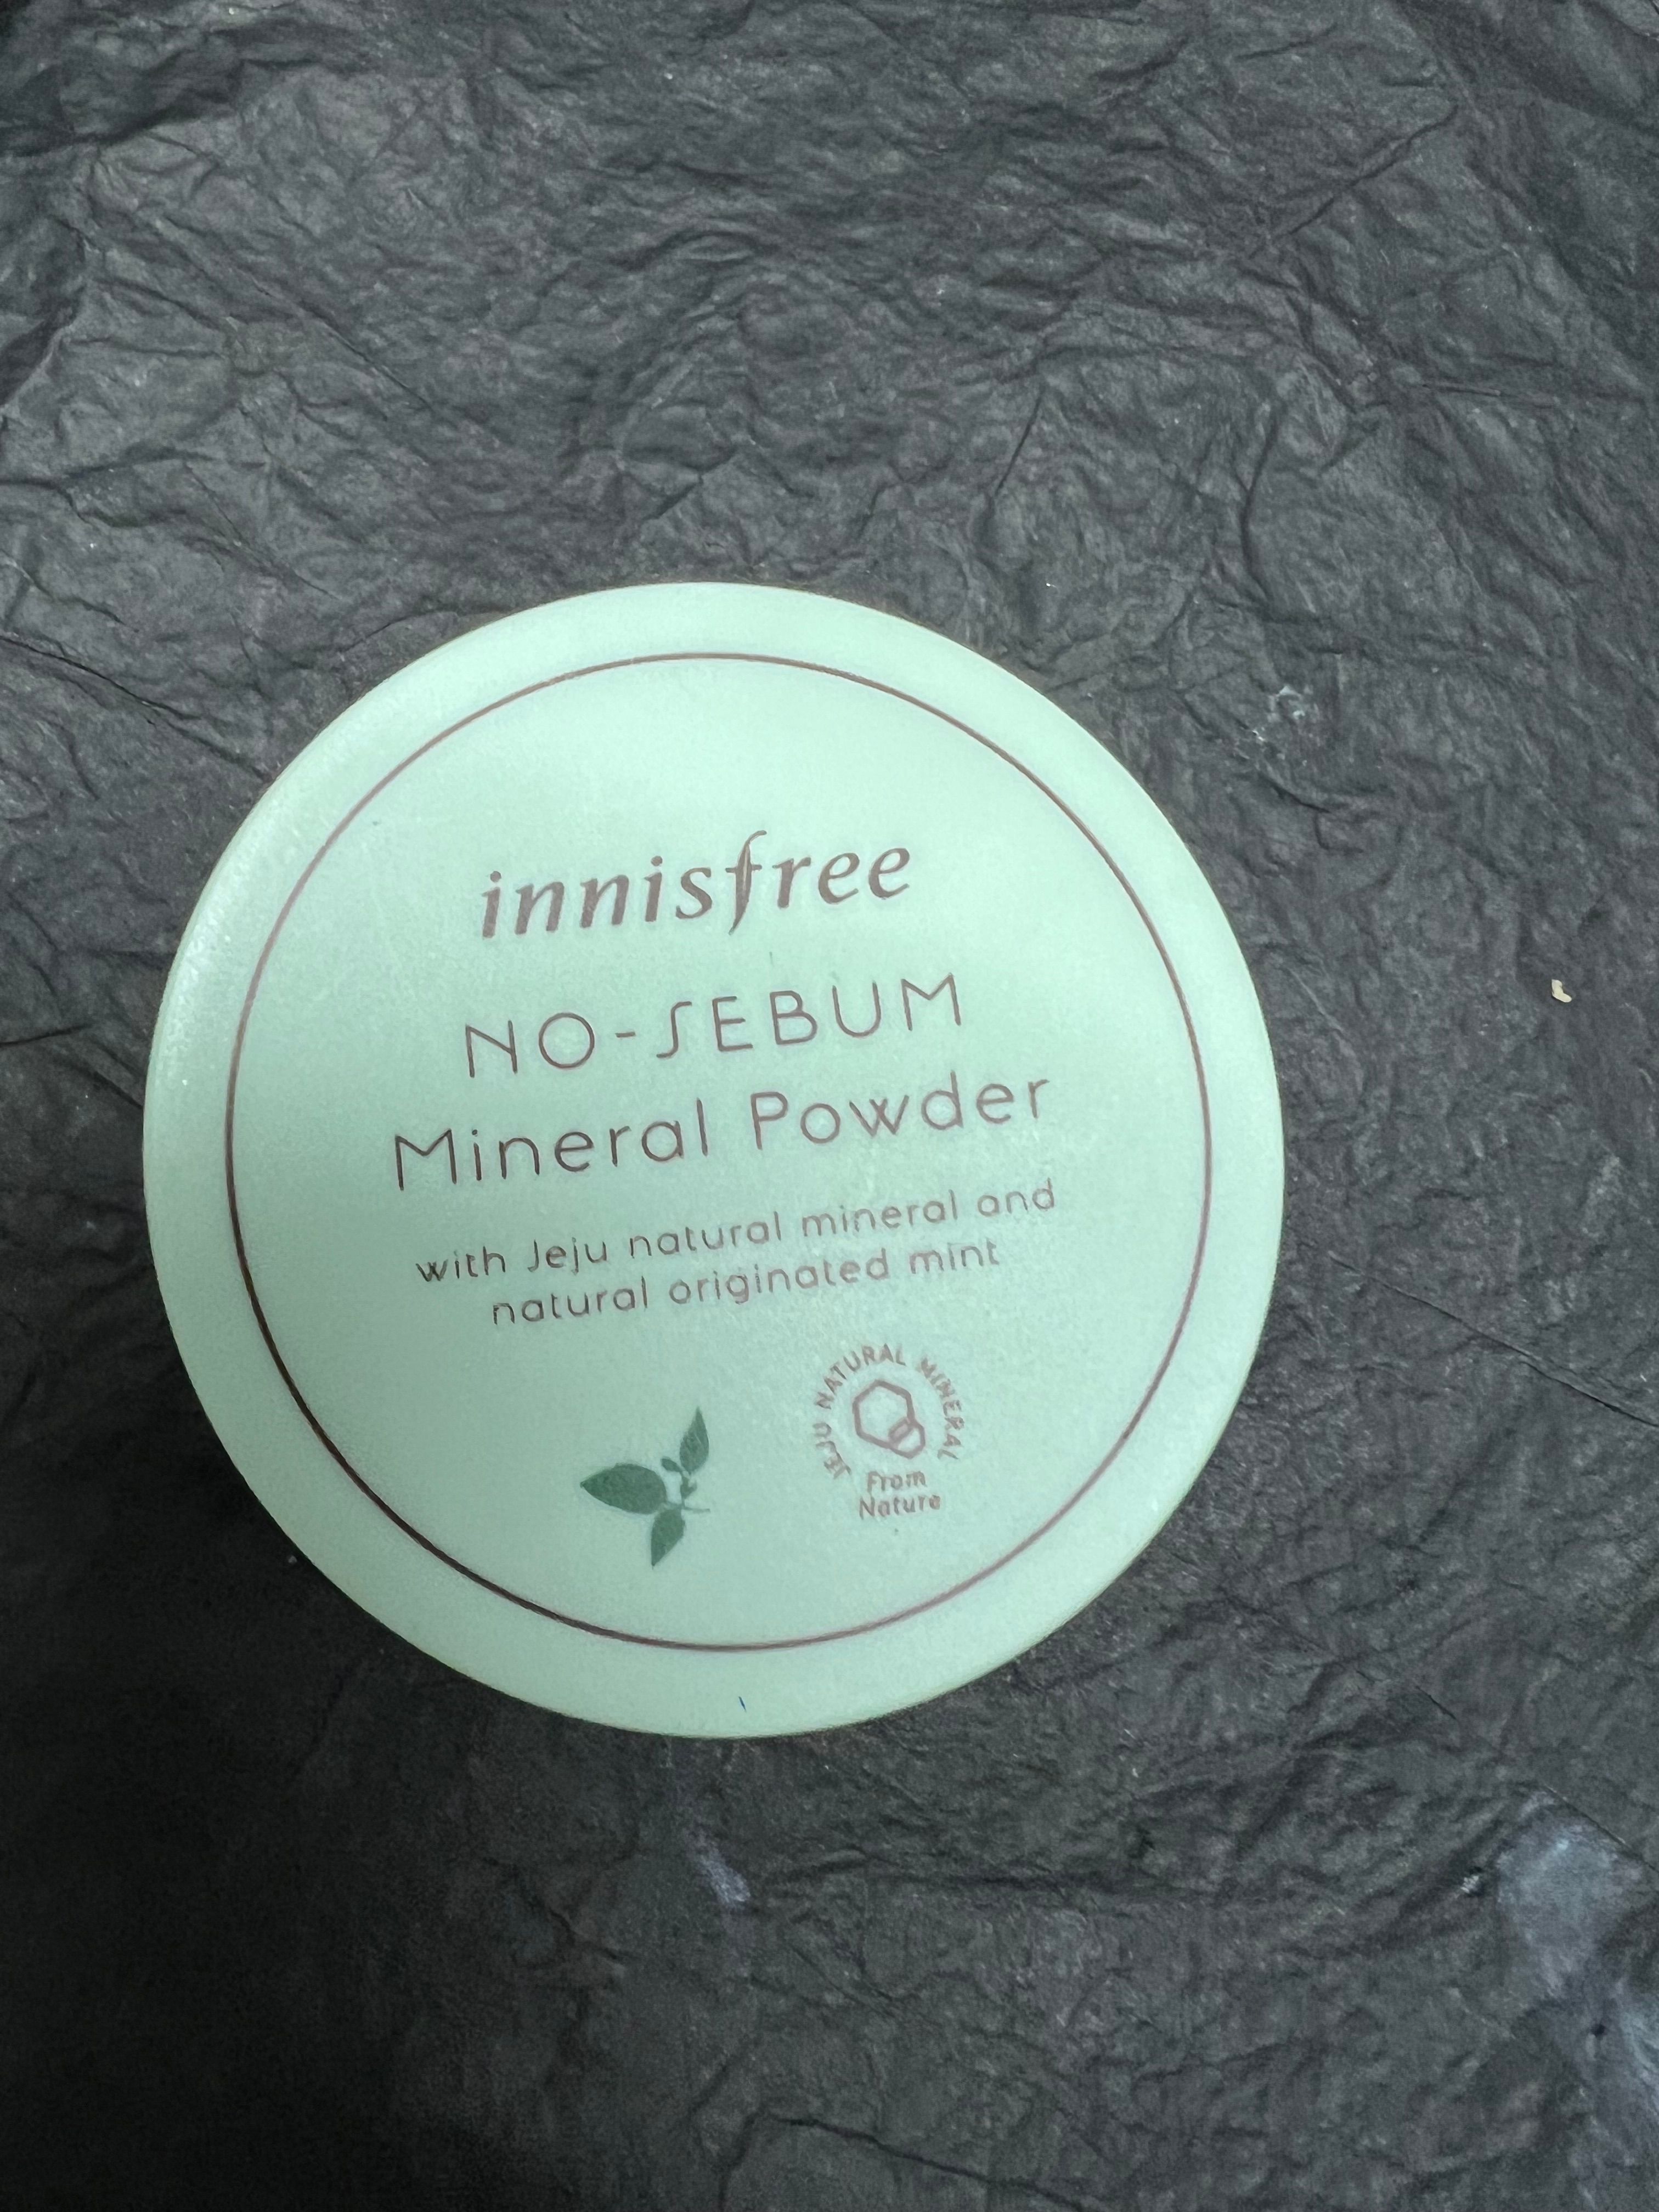 innisfree
NO-SEBUM
Mineral Powder
with Jeju natural mineral and
natural originated mint
JEJU NATURAL MINERAL
From
Nature